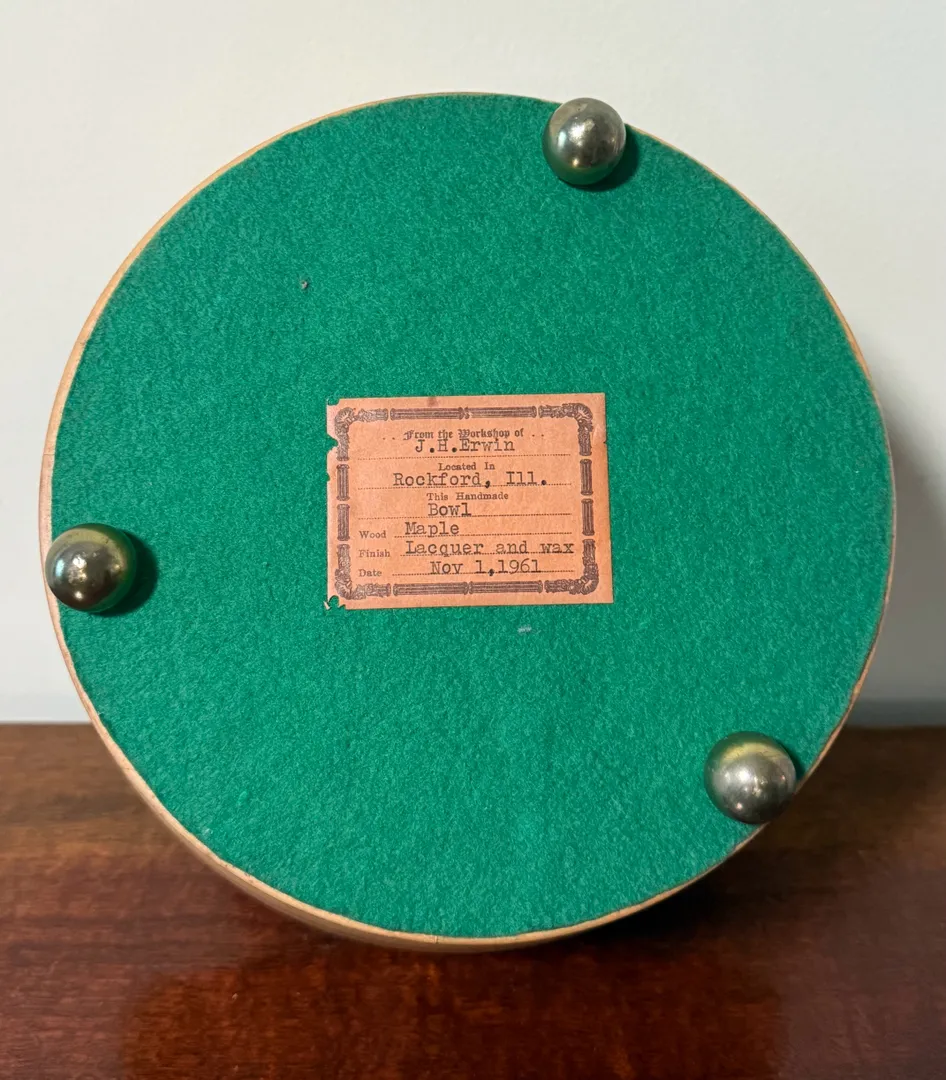 . . From the Workshop of . .
J.H.Erwin
Located In
Rockford, Ill.
This Handmade
Bowl
Wood Maple
Finish Lacquer and wax
Date Nov 1,1961